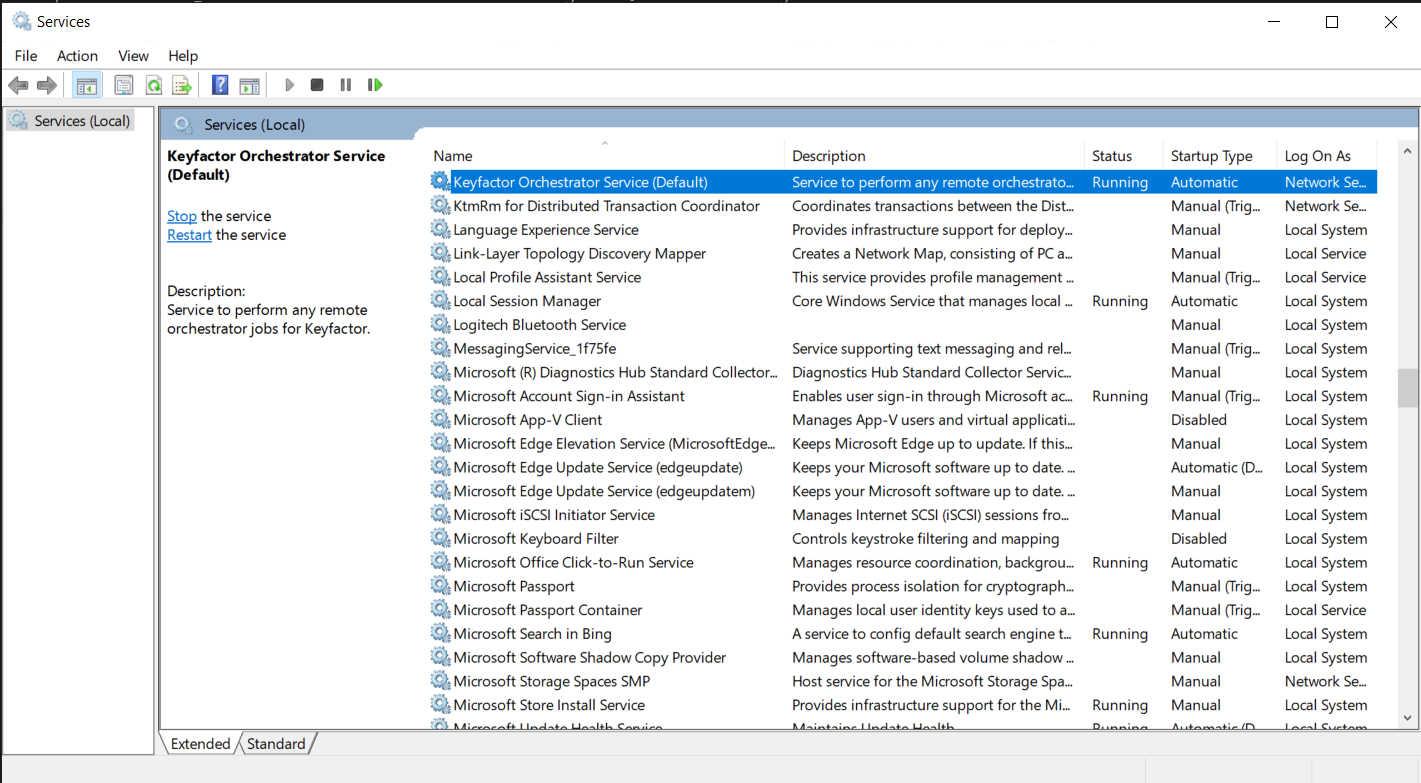 Services
File Action View Help
Services (Local)
Services (Local)
Keyfactor Orchestrator Service
(Default)
Stop the service
Restart the service
Description:
Service to perform any remote
orchestrator jobs for Keyfactor.
Name Description Status Startup Type Log On As
Keyfactor Orchestrator Service (Default) Service to perform any remote orchestrato... Running Automatic Network Se...
KtmRm for Distributed Transaction Coordinator Coordinates transactions between the Dist... Manual (Trig... Network Se...
Language Experience Service Provides infrastructure support for deploy... Manual Local System
Link-Layer Topology Discovery Mapper Creates a Network Map, consisting of PC a... Manual Local Service
Local Profile Assistant Service This service provides profile management ... Manual (Trig... Local Service
Local Session Manager Core Windows Service that manages local ... Running Automatic Local System
Logitech Bluetooth Service Manual Local System
MessagingService_1f75fe Service supporting text messaging and rel... Manual (Trig... Local System
Microsoft (R) Diagnostics Hub Standard Collector... Diagnostics Hub Standard Collector Servic... Manual Local System
Microsoft Account Sign-in Assistant Enables user sign-in through Microsoft ac... Running Manual (Trig... Local System
Microsoft App-V Client Manages App-V users and virtual applicati... Disabled Local System
Microsoft Edge Elevation Service (MicrosoftEdge... Keeps Microsoft Edge up to update. If this... Manual Local System
Microsoft Edge Update Service (edgeupdate) Keeps your Microsoft software up to date. ... Automatic (D... Local System
Microsoft Edge Update Service (edgeupdatem) Keeps your Microsoft software up to date. ... Manual Local System
Microsoft iSCSI Initiator Service Manages Internet SCSI (iSCSI) sessions fro... Manual Local System
Microsoft Keyboard Filter Controls keystroke filtering and mapping Disabled Local System
Microsoft Office Click-to-Run Service Manages resource coordination, backgrou... Running Automatic Local System
Microsoft Passport Provides process isolation for cryptograph... Manual (Trig... Local System
Microsoft Passport Container Manages local user identity keys used to a... Manual (Trig... Local Service
Microsoft Search in Bing A service to config default search engine t... Running Automatic Local System
Microsoft Software Shadow Copy Provider Manages software-based volume shadow ... Manual Local System
Microsoft Storage Spaces SMP Host service for the Microsoft Storage Spa... Manual Network Se...
Microsoft Store Install Service Provides infrastructure support for the Mi... Running Manual Local System
Microsoft Update Health Service Maintains Update Health Running Automatic (D... Local System
Extended Standard